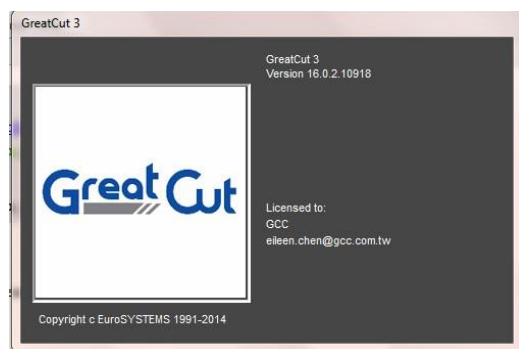 GreatCut 3
GreatCut 3
Version 16.0.2.10918
Great Cut
Licensed to:
GCC
eileen.chen@gcc.com.tw
Copyright c EuroSYSTEMS 1991-2014